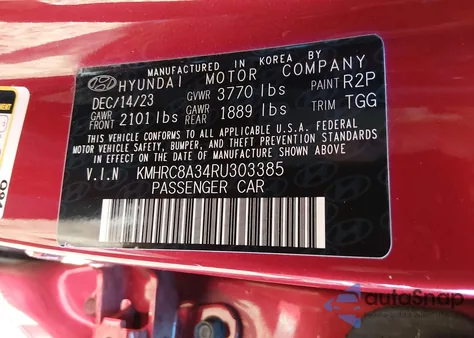 MANUFACTURED IN KOREA BY
HYUNDAI MOTOR COMPANY
DEC/14/23 GVWR 3770 lbs PAINT R2P
GAWR FRONT 2101 lbs GAWR REAR 1889 lbs TRIM TGG
THIS VEHICLE CONFORMS TO ALL APPLICABLE U.S.A. FEDERAL
MOTOR VEHICLE SAFETY, BUMPER, AND THEFT PREVENTION STANDARDS
IN EFFECT ON THE DATE OF MANUFACTURE SHOWN ABOVE.
V.I.N KMHRC8A34RU303385
PASSENGER CAR
autoSnap